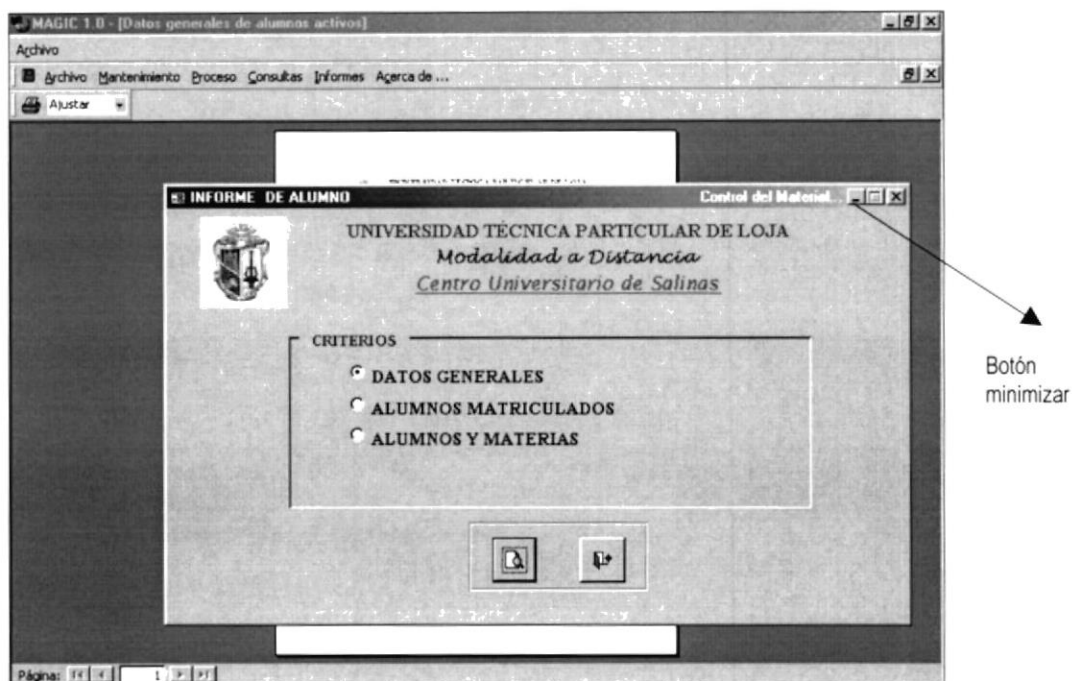 MAGIC 1.0 - [Datos generales de alumnos activos]
Archivo
Archivo Mantenimiento Proceso Consultas Informes Acerca de ...
Ajustar
INFORME DE ALUMNO Control del Material...
UNIVERSIDAD TÉCNICA PARTICULAR DE LOJA
Modalidad a Distancia
Centro Universitario de Salinas
CRITERIOS
DATOS GENERALES
ALUMNOS MATRICULADOS
ALUMNOS Y MATERIAS
Botón
minimizar
Página: 1